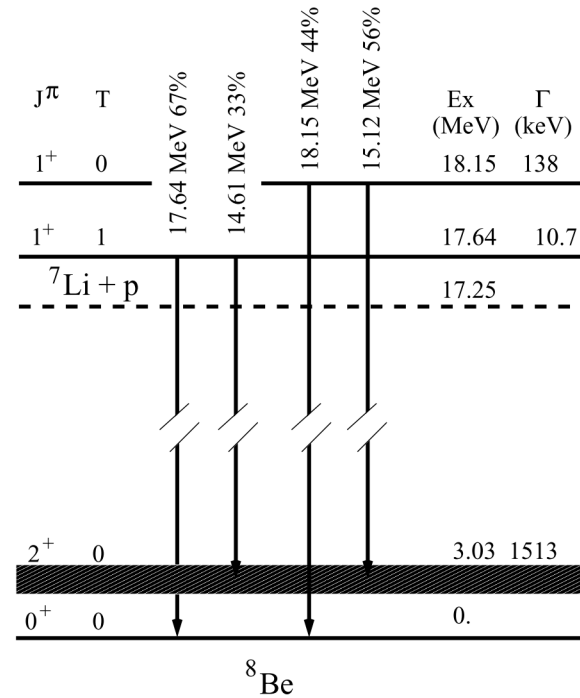 17.64 MeV 67%
14.61 MeV 33%
18.15 MeV 44%
15.12 MeV 56%
Jπ T Ex Γ
(MeV) (keV)
1+ 0 18.15 138
1+ 1 17.64 10.7
7Li + p 17.25
2+ 0 3.03 1513
0+ 0 0.
8Be